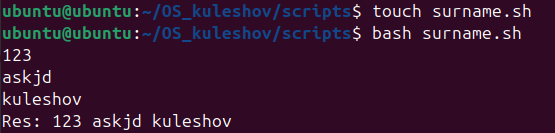 ubuntu@ubuntu:~/OS_kuleshov/scripts$ touch surname.sh
ubuntu@ubuntu:~/OS_kuleshov/scripts$ bash surname.sh
123
askjd
kuleshov
Res: 123 askjd kuleshov